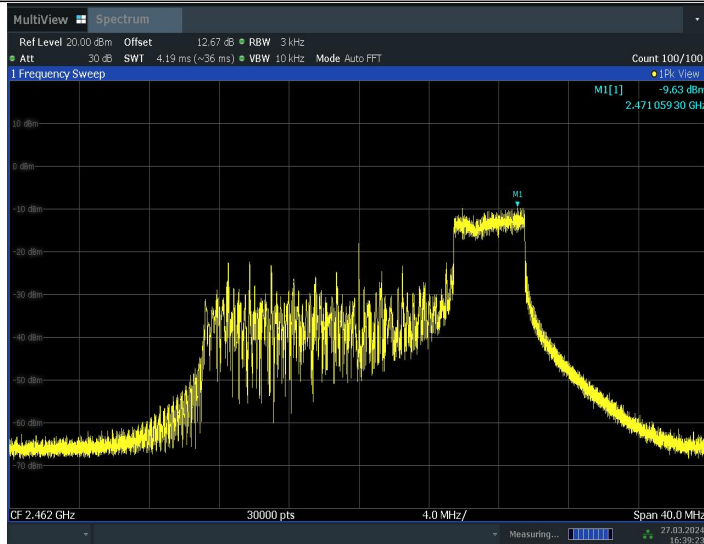 MultiView Spectrum
Ref Level 20.00 dBm Offset 12.67 dB RBW 3 kHz
Att 30 dB SWT 4.19 ms (~36 ms) VBW 10 kHz Mode Auto FFT Count 100/100
1 Frequency Sweep 1Pk View
M1[1] -9.63 dBm
2.47105930 GHz
10 dBm
0 dBm
M1
-10 dBm
-20 dBm
-30 dBm
-40 dBm
-50 dBm
-60 dBm
-70 dBm
CF 2.462 GHz 30000 pts 4.0 MHz/ Span 40.0 MHz
Measuring... 27.03.2024
16:39:23